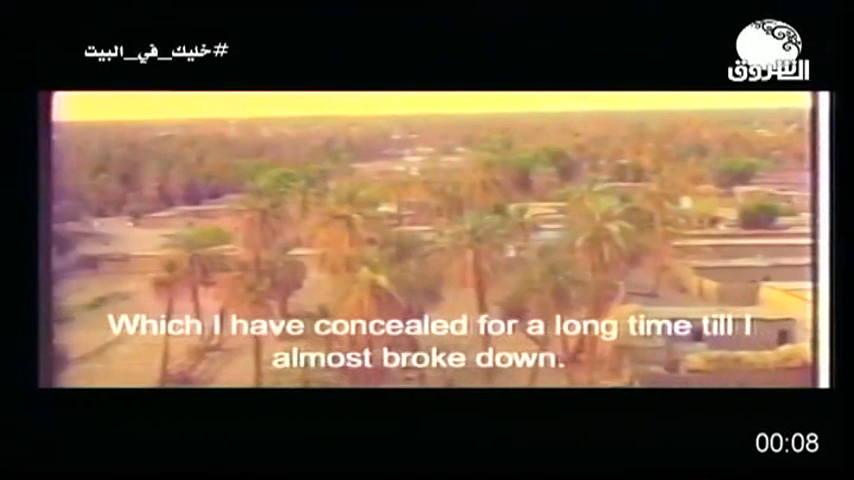 #خليك_في_البيت
الشروق
Which I have concealed for a long time till I
almost broke down.
00:08